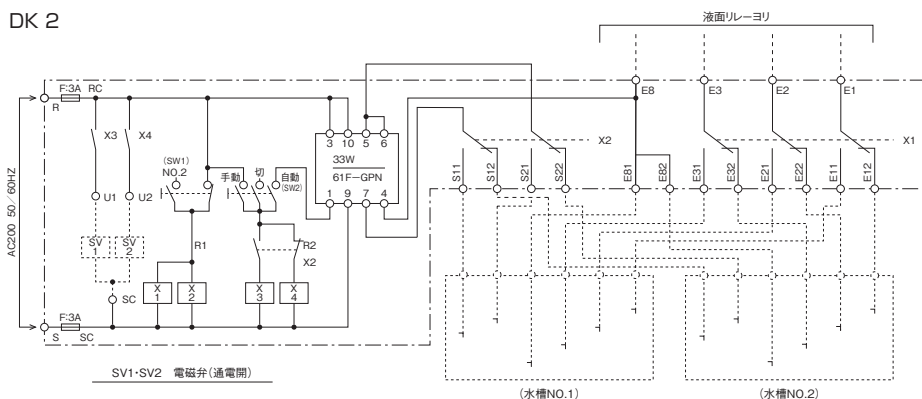 DK 2
液面リレーヨリ
F:3A RC
R
E8 E3 E2 E1
X3 X4
(SW1)
NO.2
手動 切 自動
(SW2)
3 10 5 6
33W
61F-GPN
1 9 7 4
X2
X1
S11 S12 S21 S22 E81 E82 E31 E32 E21 E22 E11 E12
U1 U2
AC200 50/60HZ
SV
1
SV
2
R1
R2
X2
SC
X
1
X
2
X
3
X
4
F:3A
S SC
SV1・SV2 電磁弁(通電開)
(水槽NO.1) (水槽NO.2)